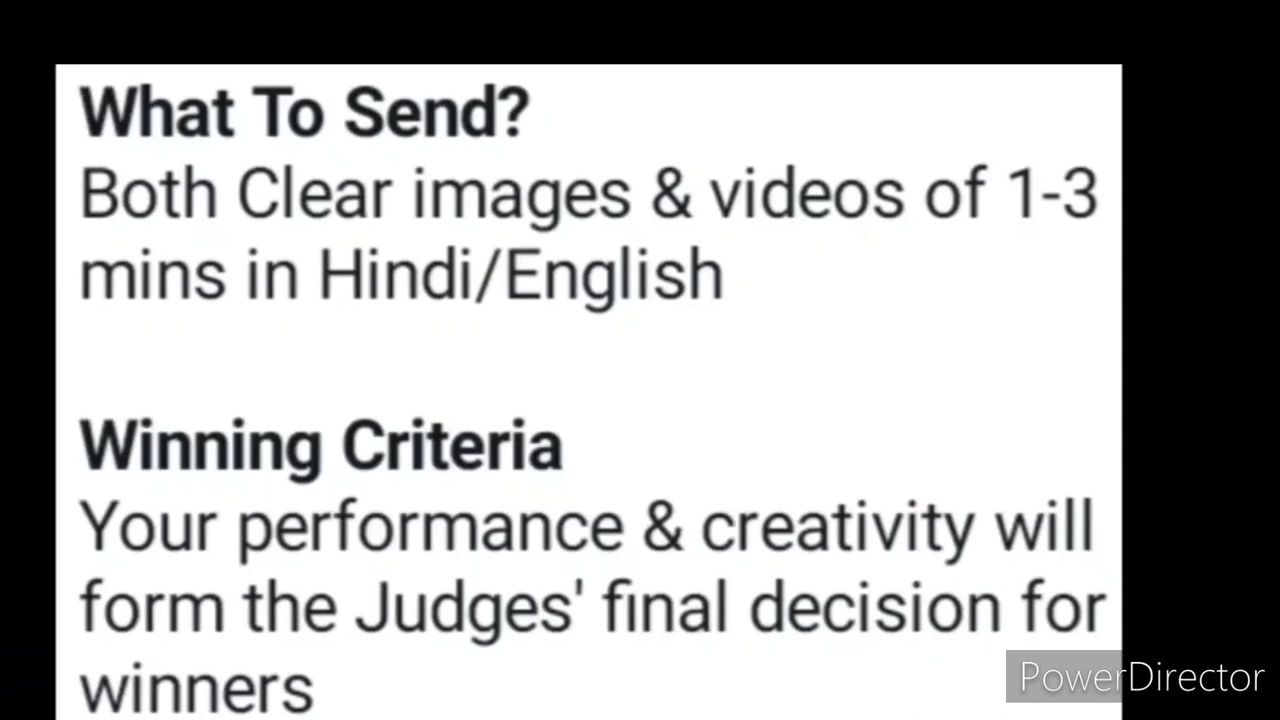 What To Send?
Both Clear images & videos of 1-3
mins in Hindi/English
Winning Criteria
Your performance & creativity will
form the Judges' final decision for
winners
PowerDirector